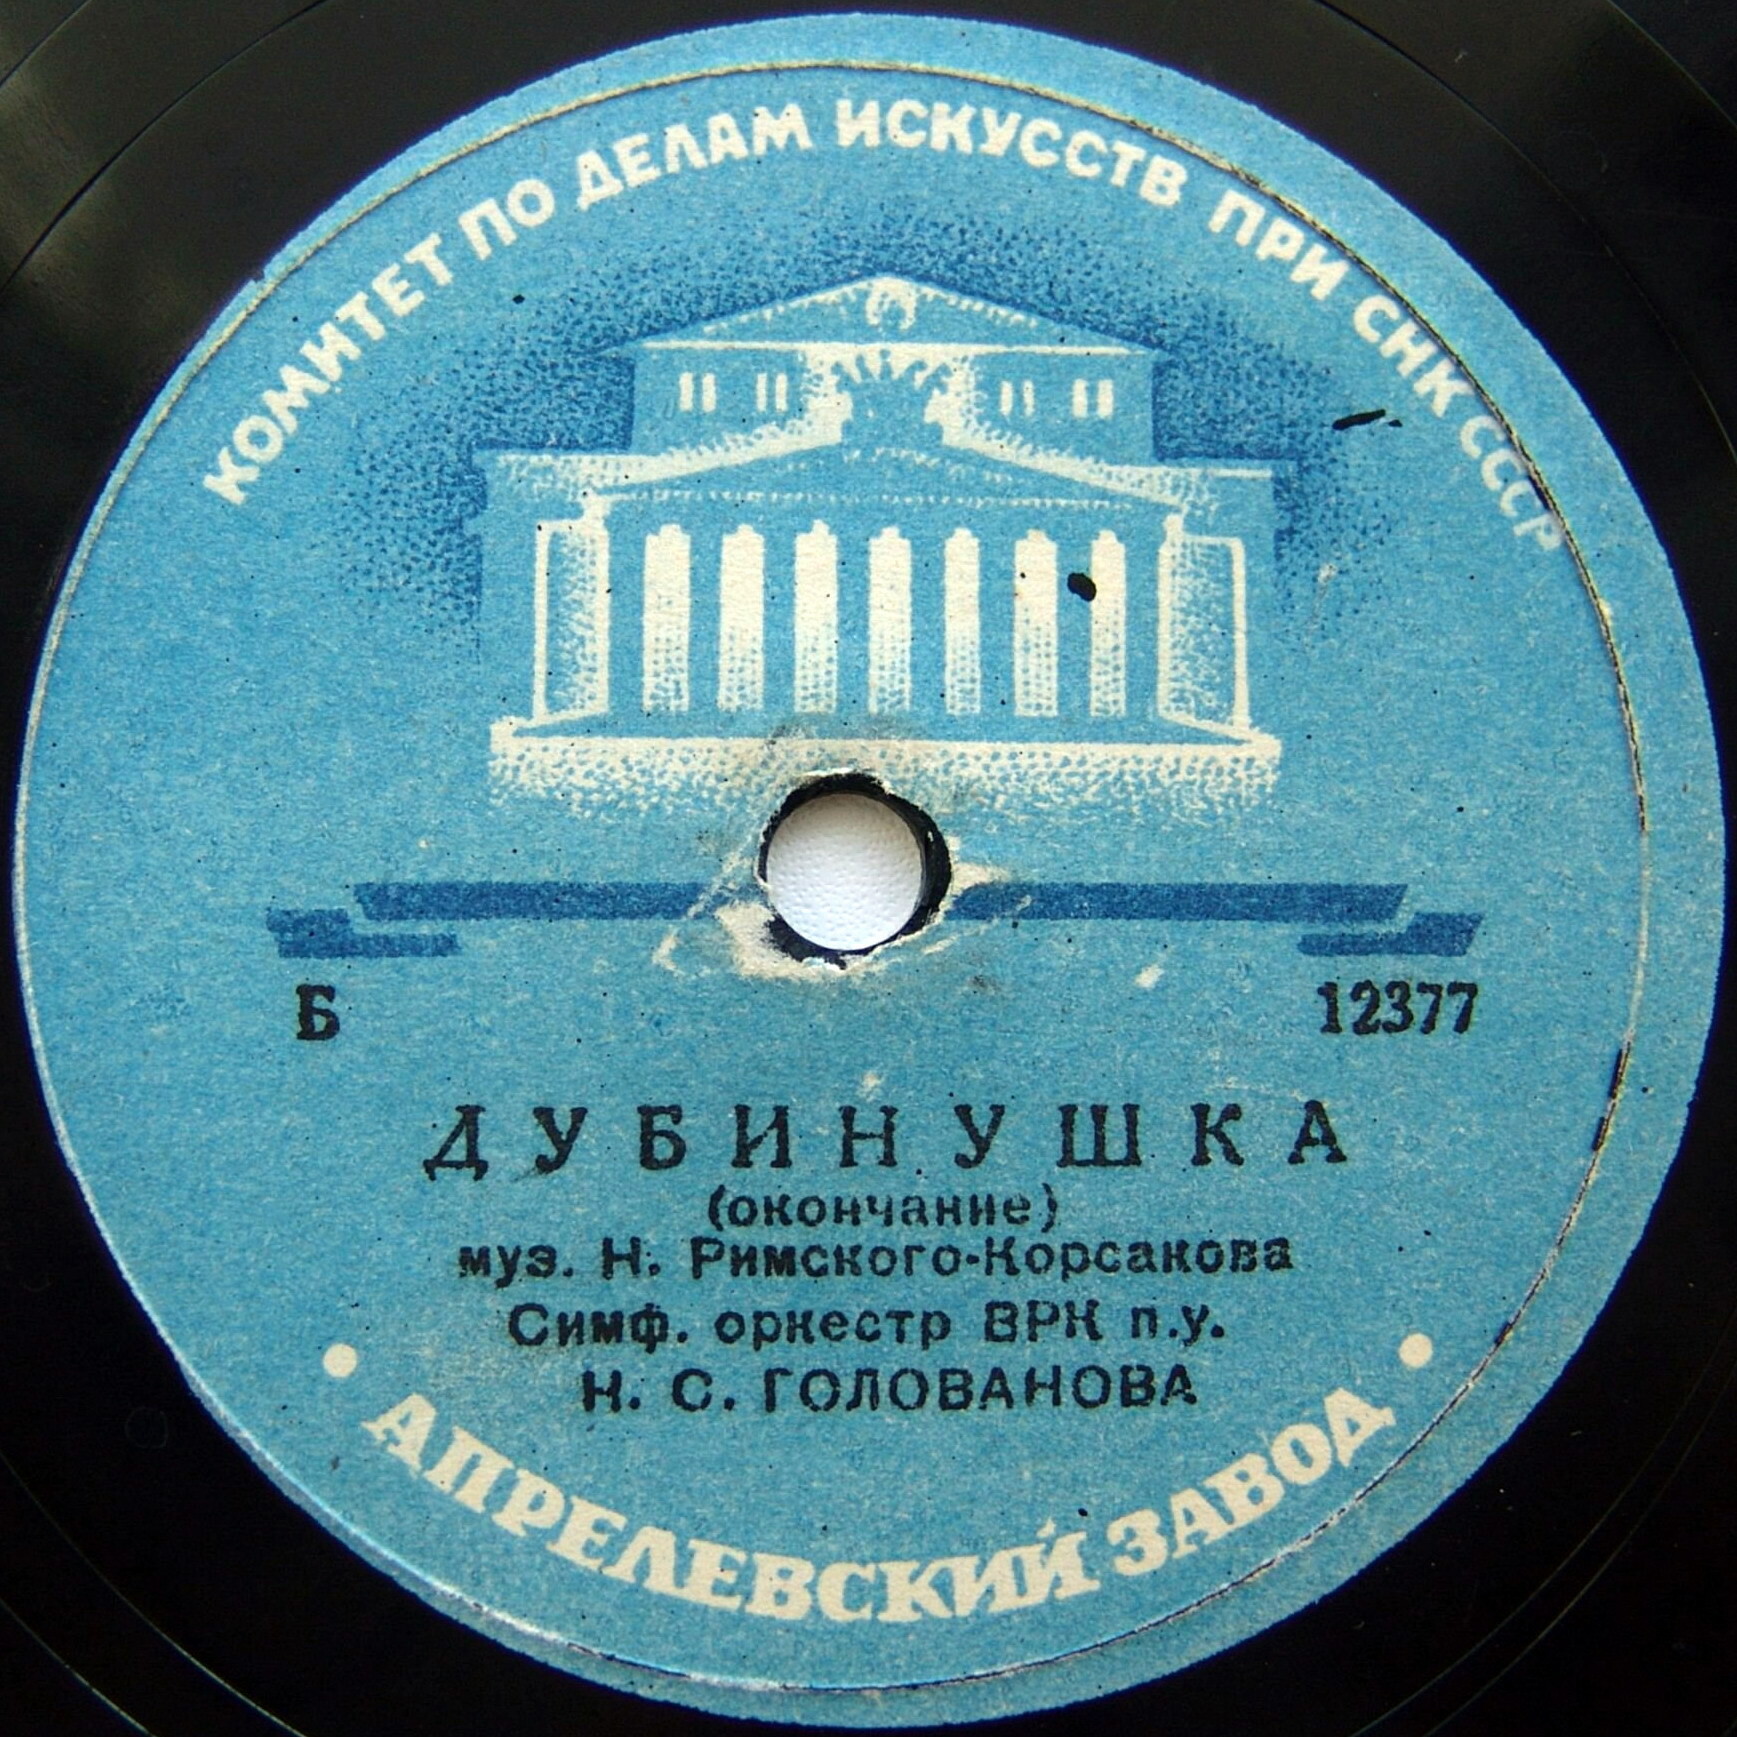 КОМИТЕТ ПО ДЕЛАМ ИСКУССТВ ПРИ СНК СССР
Б 12377
ДУБИНУШКА
(окончание)
муз. Н. Римского-Корсакова
Симф. оркестр ВРК п.у.
Н. С. ГОЛОВАНОВА
• АПРЕЛЕВСКИЙ ЗАВОД •